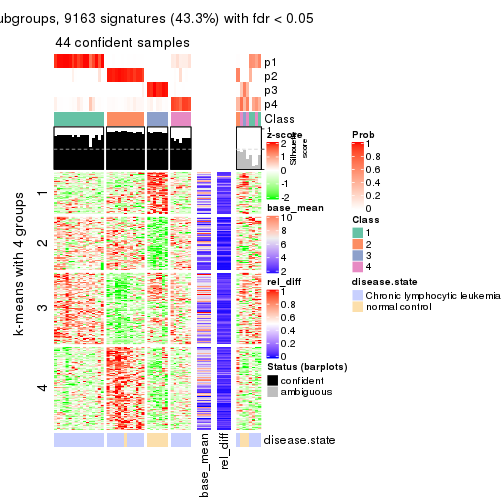 ubgroups, 9163 signatures (43.3%) with fdr < 0.05
44 confident samples
p1
p2
p3
p4
Class
1
Silhouette
score
z-score
2
1
0
-1
-2
base_mean
10
8
6
4
2
rel_diff
1
0.8
0.6
0.4
0.2
0
Status (barplots)
confident
ambiguous
Prob
1
0.8
0.6
0.4
0.2
0
Class
1
2
3
4
disease.state
Chronic lymphocytic leukemia
normal control
k-means with 4 groups
1
2
3
4
disease.state
base_mean
rel_diff